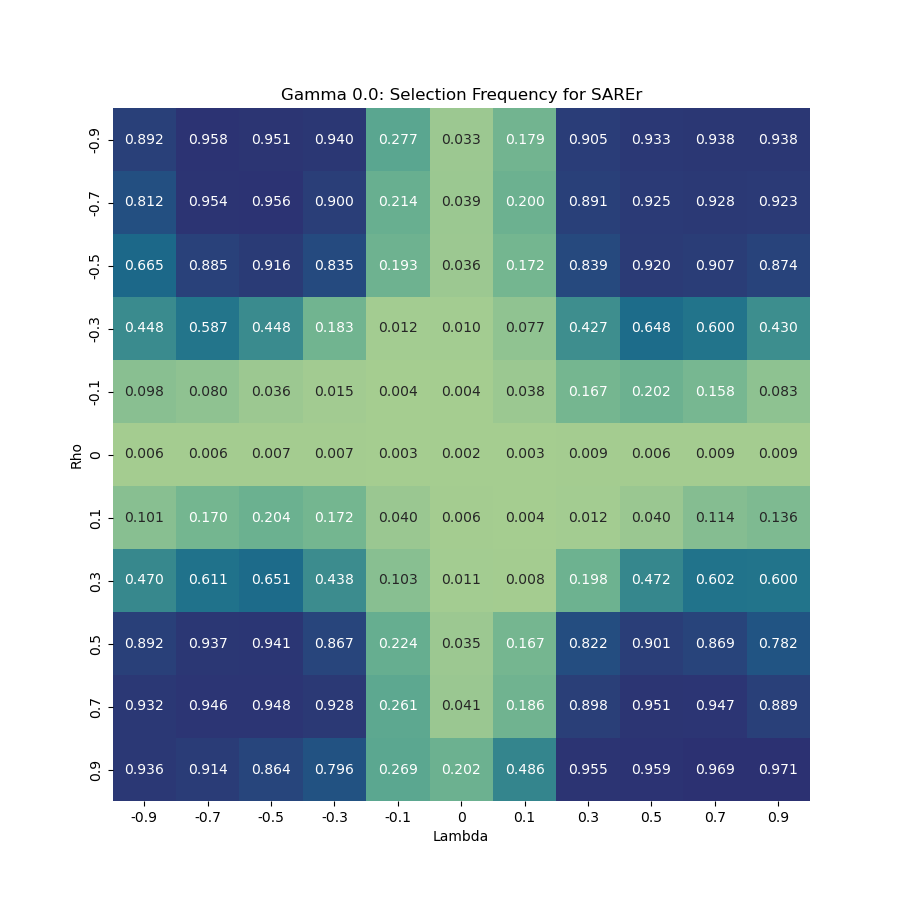 Gamma 0.0: Selection Frequency for SAREr
-0.9 0.892 0.958 0.951 0.940 0.277 0.033 0.179 0.905 0.933 0.938 0.938
-0.7 0.812 0.954 0.956 0.900 0.214 0.039 0.200 0.891 0.925 0.928 0.923
-0.5 0.665 0.885 0.916 0.835 0.193 0.036 0.172 0.839 0.920 0.907 0.874
-0.3 0.448 0.587 0.448 0.183 0.012 0.010 0.077 0.427 0.648 0.600 0.430
-0.1 0.098 0.080 0.036 0.015 0.004 0.004 0.038 0.167 0.202 0.158 0.083
Rho
0 0.006 0.006 0.007 0.007 0.003 0.002 0.003 0.009 0.006 0.009 0.009
0.1 0.101 0.170 0.204 0.172 0.040 0.006 0.004 0.012 0.040 0.114 0.136
0.3 0.470 0.611 0.651 0.438 0.103 0.011 0.008 0.198 0.472 0.602 0.600
0.5 0.892 0.937 0.941 0.867 0.224 0.035 0.167 0.822 0.901 0.869 0.782
0.7 0.932 0.946 0.948 0.928 0.261 0.041 0.186 0.898 0.951 0.947 0.889
0.9 0.936 0.914 0.864 0.796 0.269 0.202 0.486 0.955 0.959 0.969 0.971
-0.9 -0.7 -0.5 -0.3 -0.1 0 0.1 0.3 0.5 0.7 0.9
Lambda